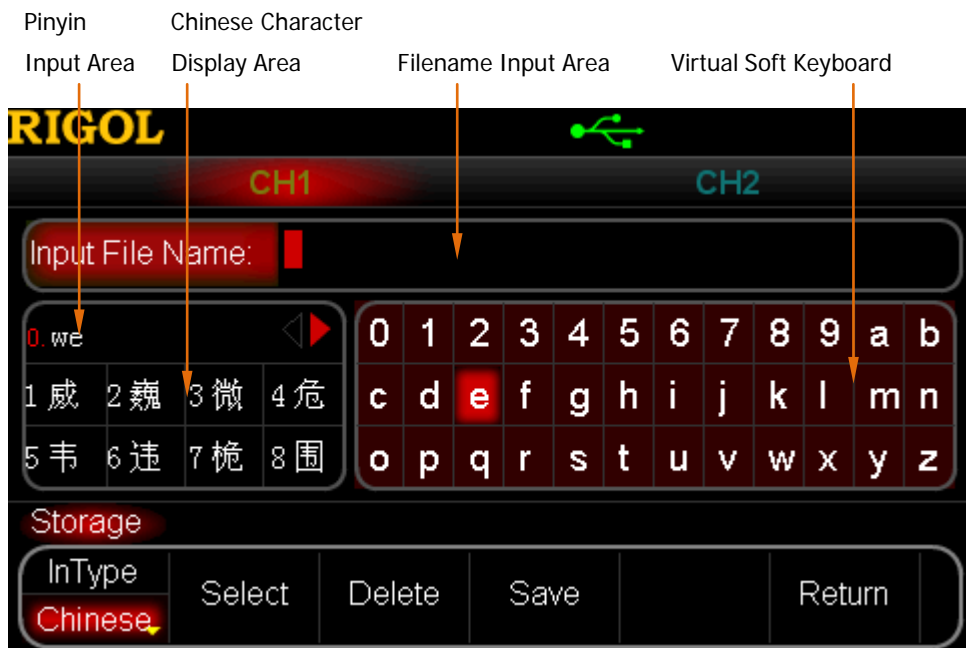 Pinyin Chinese Character
Input Area Display Area Filename Input Area Virtual Soft Keyboard
RIGOL
CH1 CH2
Input File Name:
0. we
1 威 2 巍 3 微 4 危
5 韦 6 违 7 桅 8 围
0 1 2 3 4 5 6 7 8 9 a b
c d e f g h i j k l m n
o p q r s t u v w x y z
Storage
InType
Chinese
Select Delete Save Return